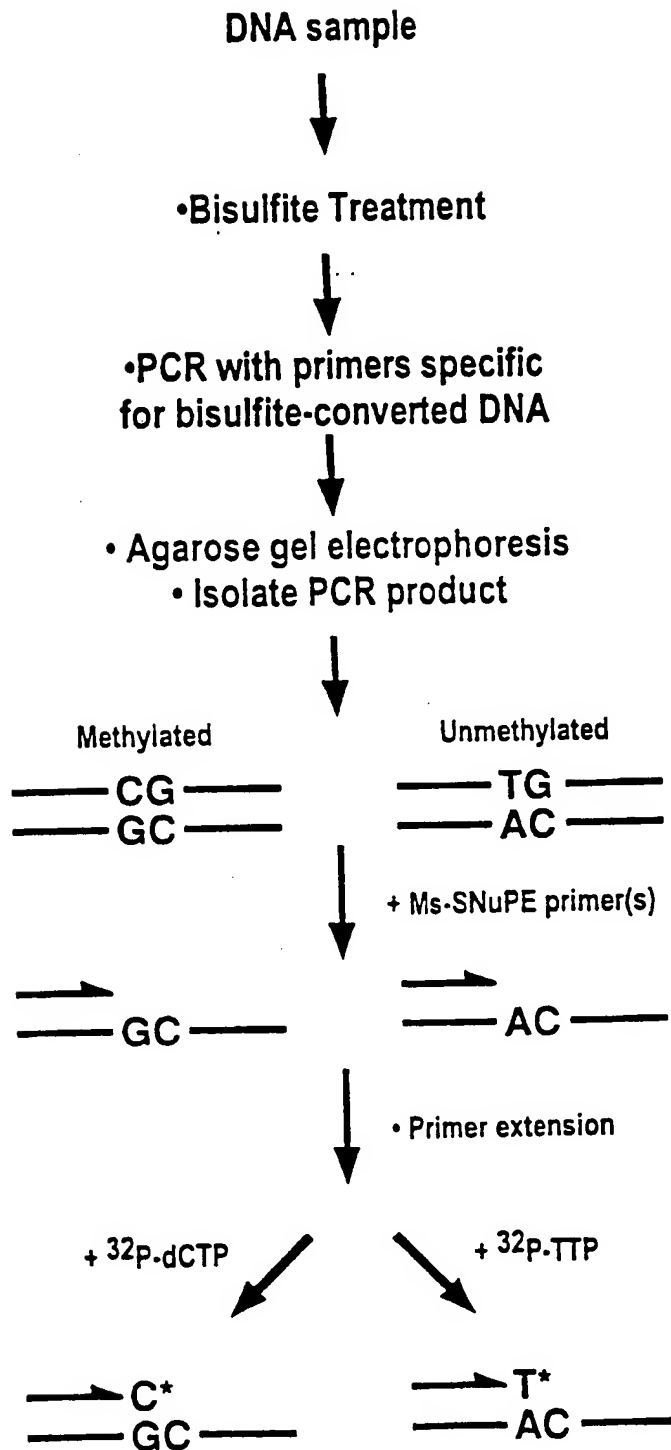 DNA sample
•Bisulfite Treatment
•PCR with primers specific
for bisulfite-converted DNA
• Agarose gel electrophoresis
• Isolate PCR product
Methylated
Unmethylated
CG
GC
TG
AC
+ Ms-SNuPE primer(s)
GC
AC
• Primer extension
+ 32P-dCTP
+ 32P-TTP
C*
GC
T*
AC